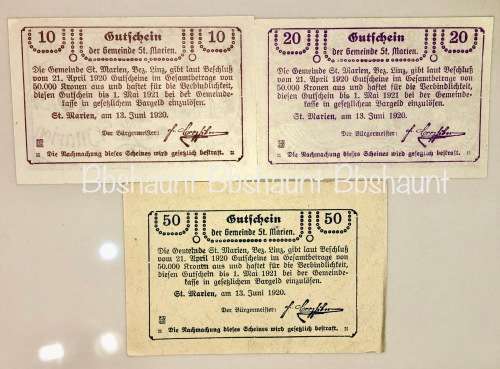 10 Gutschein 10
der Gemeinde St. Marien.
Die Gemeinde St. Marien, Bez. Linz, gibt laut Beschluß
vom 21. April 1920 Gutscheine im Gesamtbetrage von
50.000 Kronen aus und haftet für die Verbindlichkeit,
diesen Gutschein bis 1. Mai 1921 bei der Gemeinde-
kasse in gesetzlichem Bargeld einzulösen.
St. Marien, am 13. Juni 1920.
Der Bürgermeister:
Die Nachmachung dieses Scheines wird gesetzlich bestraft.
20 Gutschein 20
der Gemeinde St. Marien.
Die Gemeinde St. Marien, Bez. Linz, gibt laut Beschluß
vom 21. April 1920 Gutscheine im Gesamtbetrage von
50.000 Kronen aus und haftet für die Verbindlichkeit,
diesen Gutschein bis 1. Mai 1921 bei der Gemeinde-
kasse in gesetzlichem Bargeld einzulösen.
St. Marien, am 13. Juni 1920.
Der Bürgermeister:
Die Nachmachung dieses Scheines wird gesetzlich bestraft.
Bbshaunt Bbshaunt Bbshaunt
50 Gutschein 50
der Gemeinde St. Marien.
Die Gemeinde St. Marien, Bez. Linz, gibt laut Beschluß
vom 21. April 1920 Gutscheine im Gesamtbetrage von
50.000 Kronen aus und haftet für die Verbindlichkeit,
diesen Gutschein bis 1. Mai 1921 bei der Gemeinde-
kasse in gesetzlichem Bargeld einzulösen.
St. Marien, am 13. Juni 1920.
Der Bürgermeister:
Die Nachmachung dieses Scheines wird gesetzlich bestraft.